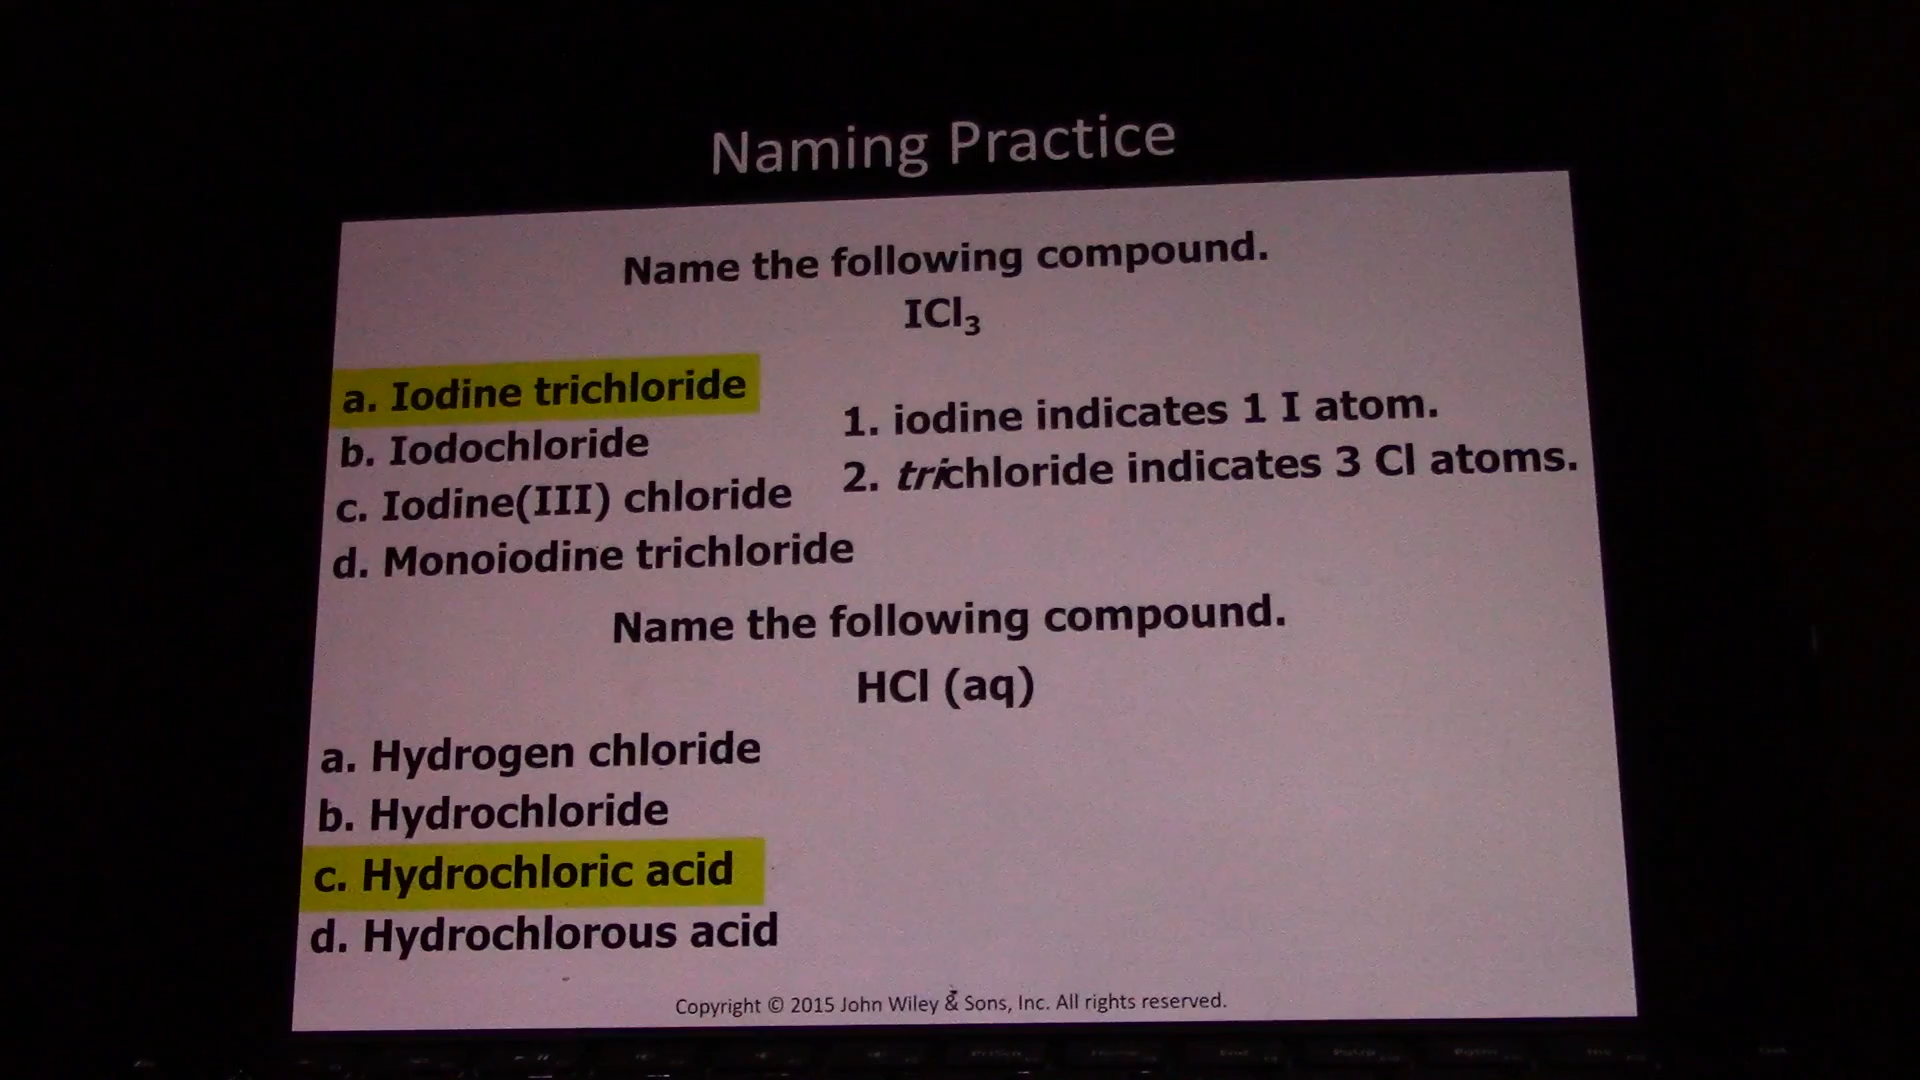 Naming Practice
Name the following compound.
ICl₃
a. Iodine trichloride
b. Iodochloride
c. Iodine(III) chloride
d. Monoiodine trichloride
1. iodine indicates 1 I atom.
2. trichloride indicates 3 Cl atoms.
Name the following compound.
HCl (aq)
a. Hydrogen chloride
b. Hydrochloride
c. Hydrochloric acid
d. Hydrochlorous acid
Copyright © 2015 John Wiley & Sons, Inc. All rights reserved.